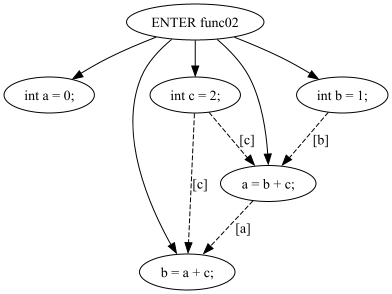 ENTER func02
int a = 0;
int c = 2;
int b = 1;
[c]
[b]
[c]
a = b + c;
[a]
b = a + c;